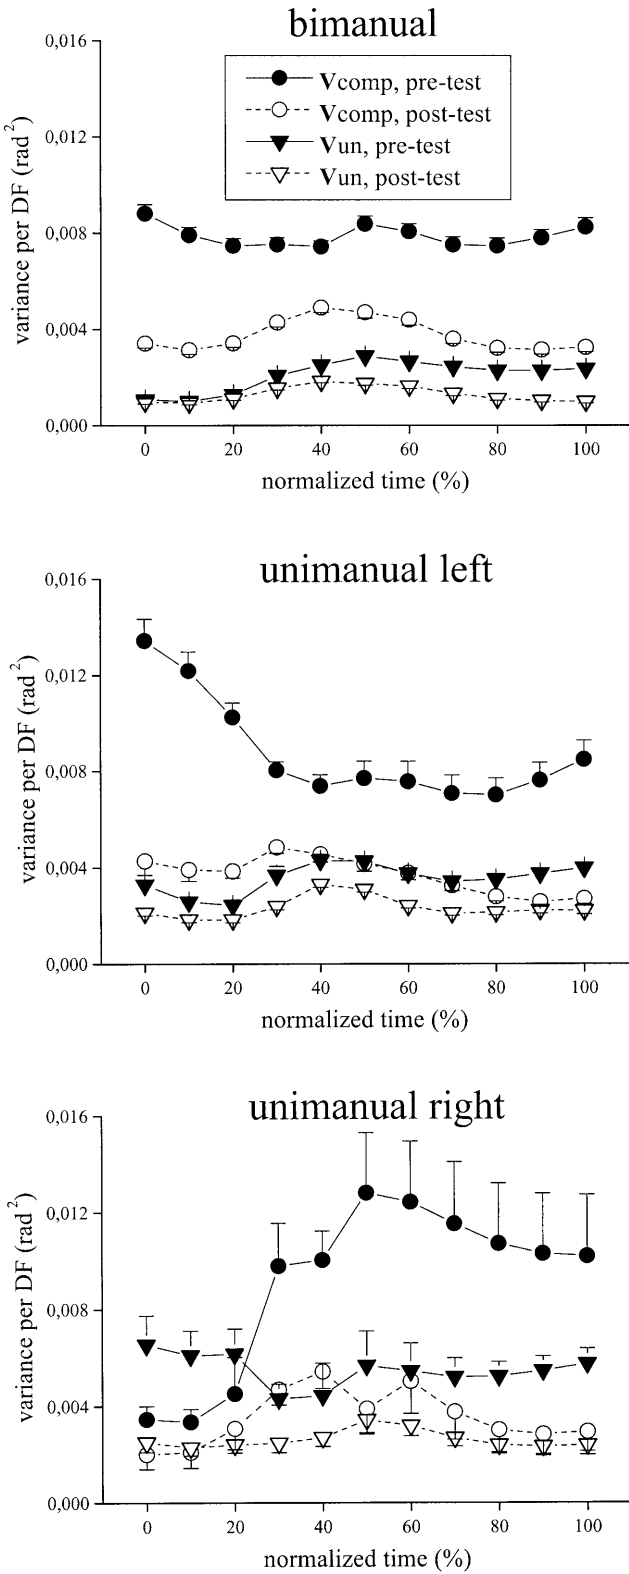 bimanual
0,016
0,012
0,008
0,004
0,000
variance per DF (rad²)
Vcomp, pre-test
Vcomp, post-test
Vun, pre-test
Vun, post-test
0 20 40 60 80 100
normalized time (%)
unimanual left
0,016
0,012
0,008
0,004
0,000
variance per DF (rad²)
0 20 40 60 80 100
normalized time (%)
unimanual right
0,016
0,012
0,008
0,004
0,000
variance per DF (rad²)
0 20 40 60 80 100
normalized time (%)